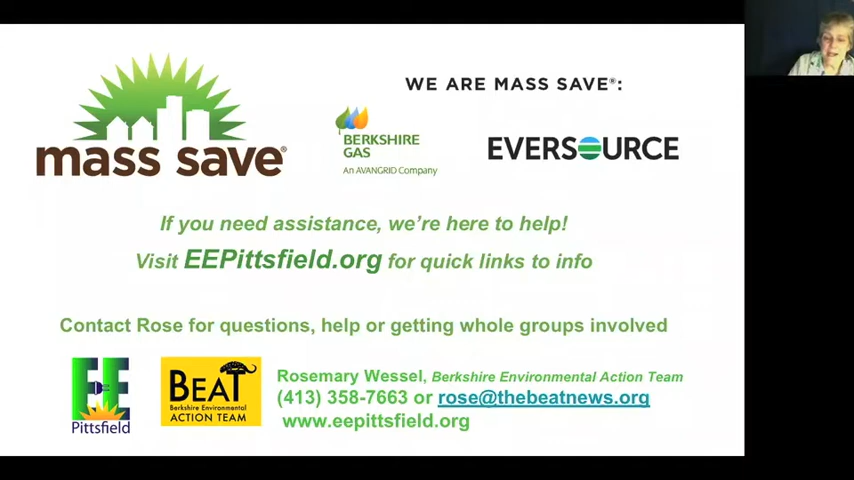 WE ARE MASS SAVE®:
mass save®
BERKSHIRE
GAS
An AVANGRID Company
EVERSOURCE
If you need assistance, we're here to help!
Visit EEPittsfield.org for quick links to info
Contact Rose for questions, help or getting whole groups involved
EE
Pittsfield
BEAT
Berkshire Environmental
ACTION TEAM
Rosemary Wessel, Berkshire Environmental Action Team
(413) 358-7663 or rose@thebeatnews.org
www.eepittsfield.org